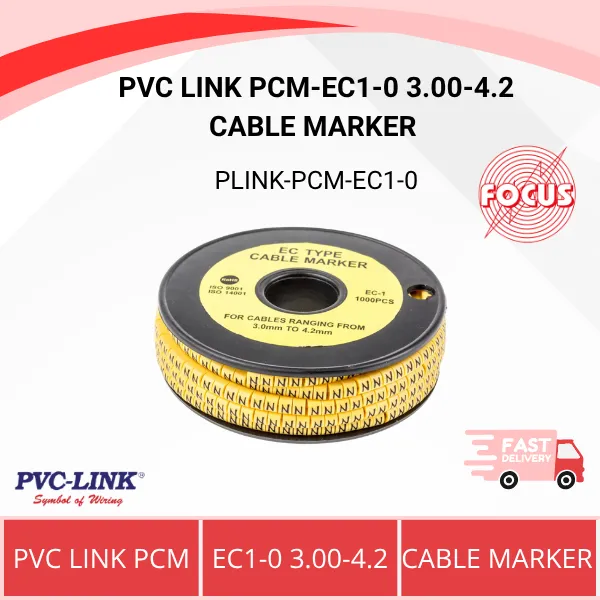 PVC LINK PCM-EC1-0 3.00-4.2
CABLE MARKER
PLINK-PCM-EC1-0
FOCUS
EC TYPE
CABLE MARKER
RoHS
ISO 9001
ISO 14001
EC-1
1000PCS
FOR CABLES RANGING FROM
3.0mm TO 4.2mm
FAST
DELIVERY
PVC-LINK®
Symbol of Wiring
PVC LINK PCM
EC1-0 3.00-4.2
CABLE MARKER